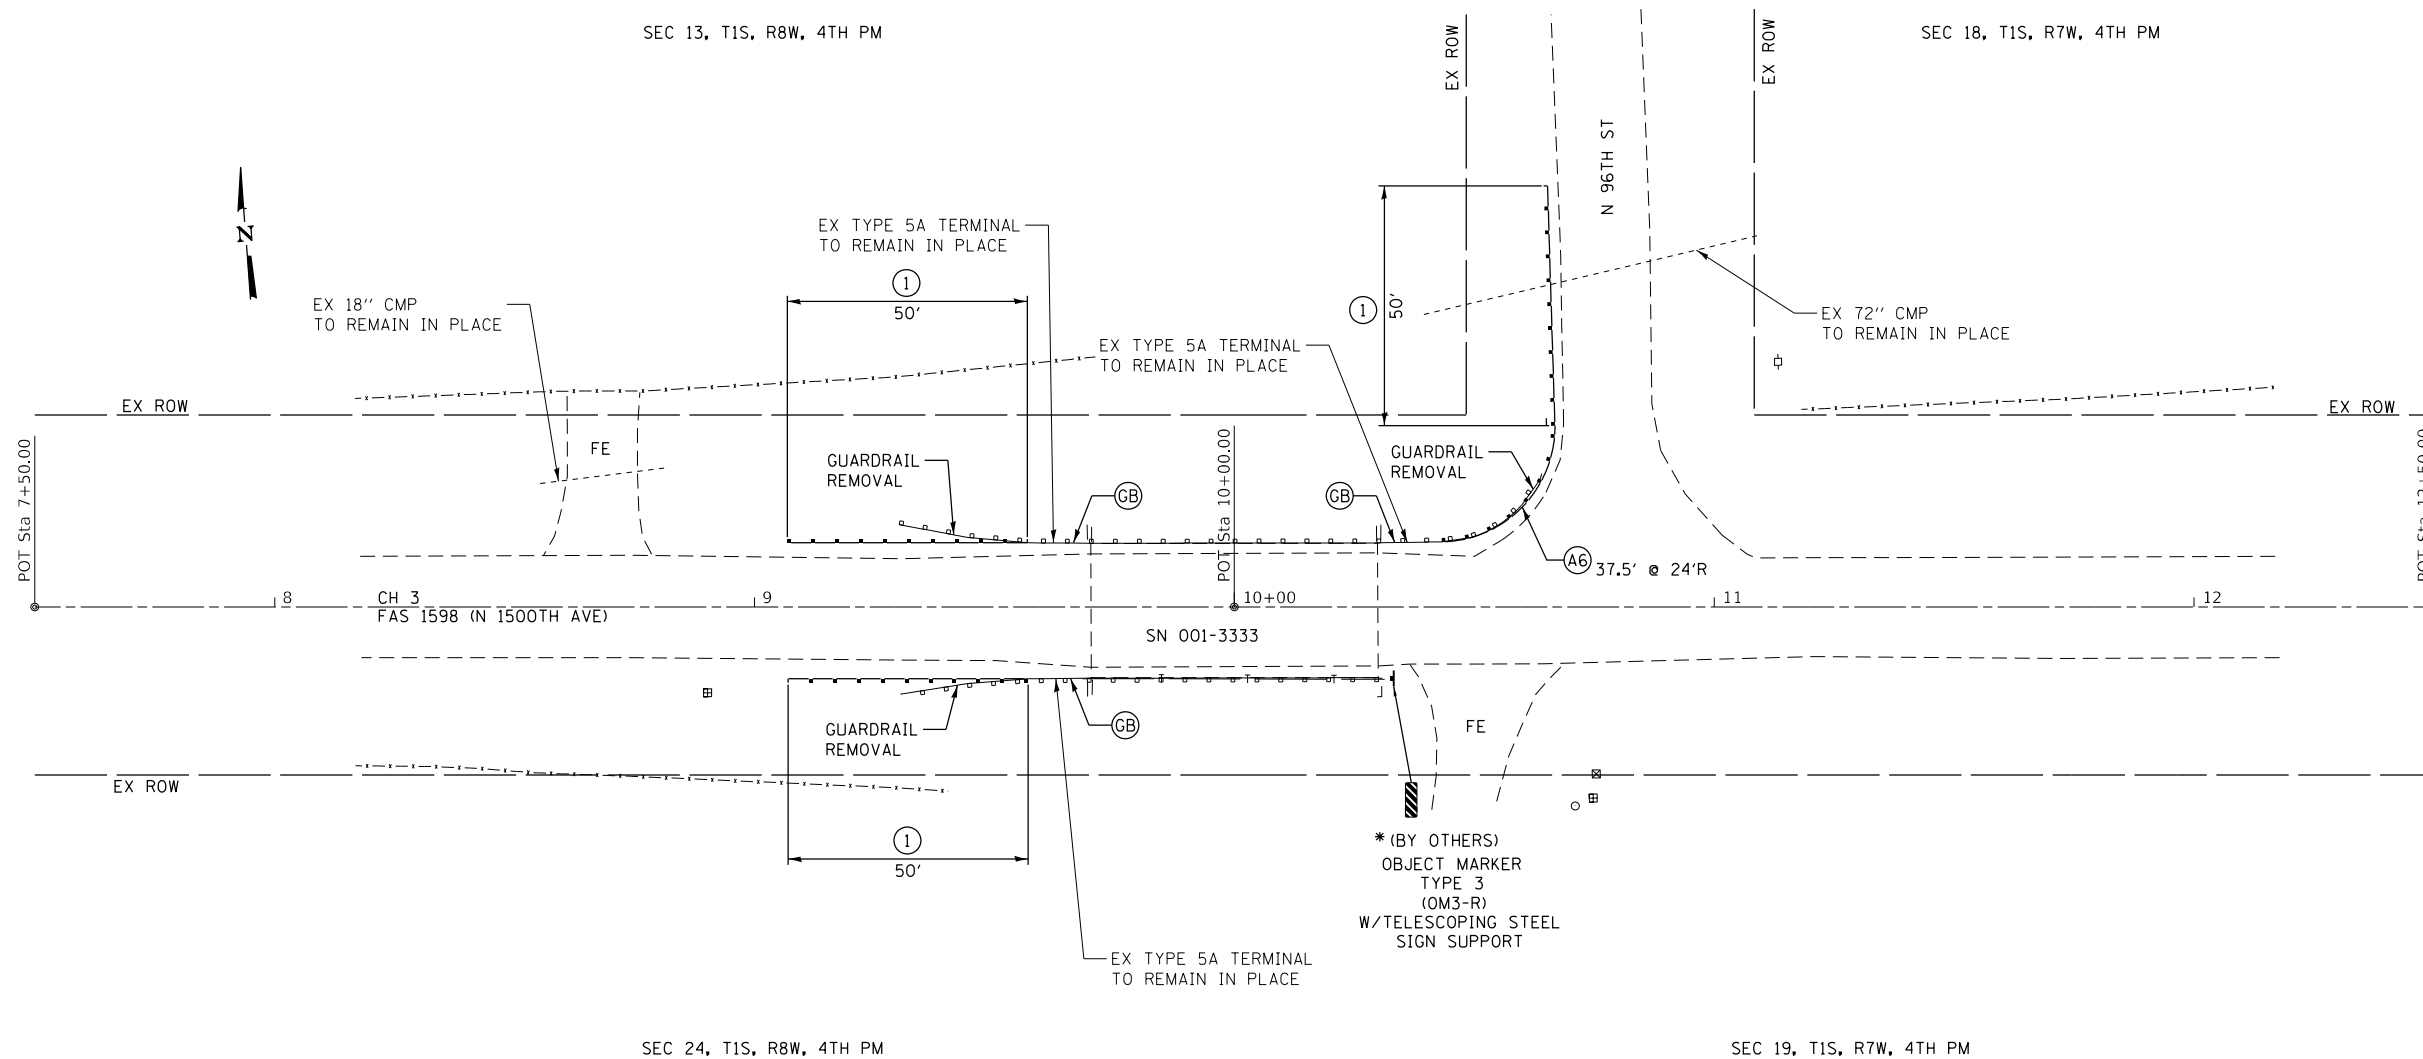 SEC 13, T1S, R8W, 4TH PM
SEC 18, T1S, R7W, 4TH PM
EX ROW
EX ROW
N 96TH ST
N
EX TYPE 5A TERMINAL
TO REMAIN IN PLACE
1
50'
EX 18'' CMP
TO REMAIN IN PLACE
1
50'
EX 72'' CMP
TO REMAIN IN PLACE
EX TYPE 5A TERMINAL
TO REMAIN IN PLACE
EX ROW
EX ROW
FE
GUARDRAIL
REMOVAL
GUARDRAIL
REMOVAL
GB
GB
POT Sta 7+50.00
POT Sta 10+00.00
POT Sta 12+50.00
A6 37.5' @ 24'R
8
CH 3
FAS 1598 (N 1500TH AVE)
9
10+00
11
12
SN 001-3333
GUARDRAIL
REMOVAL
GB
FE
EX ROW
1
50'
*(BY OTHERS)
OBJECT MARKER
TYPE 3
(OM3-R)
W/TELESCOPING STEEL
SIGN SUPPORT
EX TYPE 5A TERMINAL
TO REMAIN IN PLACE
SEC 24, T1S, R8W, 4TH PM
SEC 19, T1S, R7W, 4TH PM